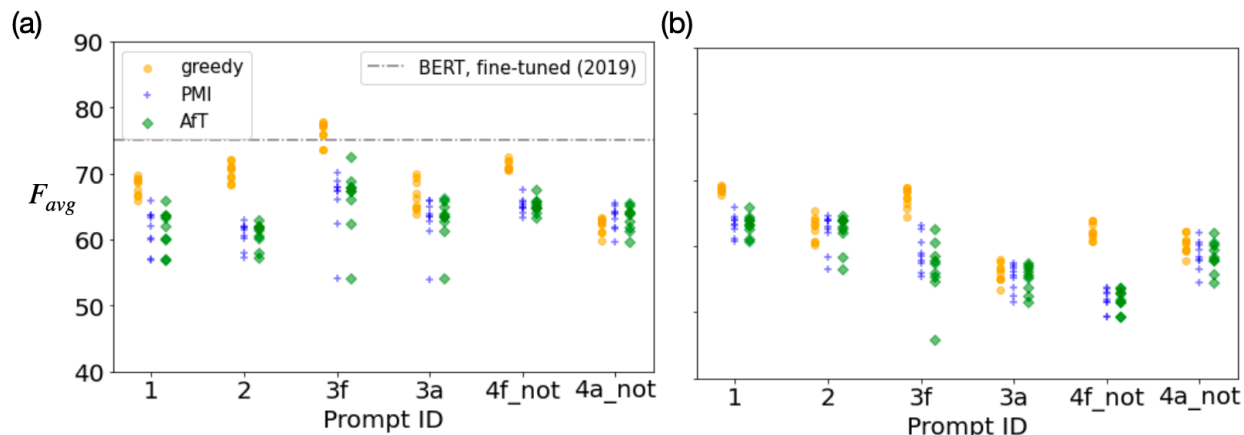 (a)
90
80
70
60
50
40
F_avg
greedy
PMI
AfT
BERT, fine-tuned (2019)
1 2 3f 3a 4f_not 4a_not
Prompt ID
(b)
1 2 3f 3a 4f_not 4a_not
Prompt ID